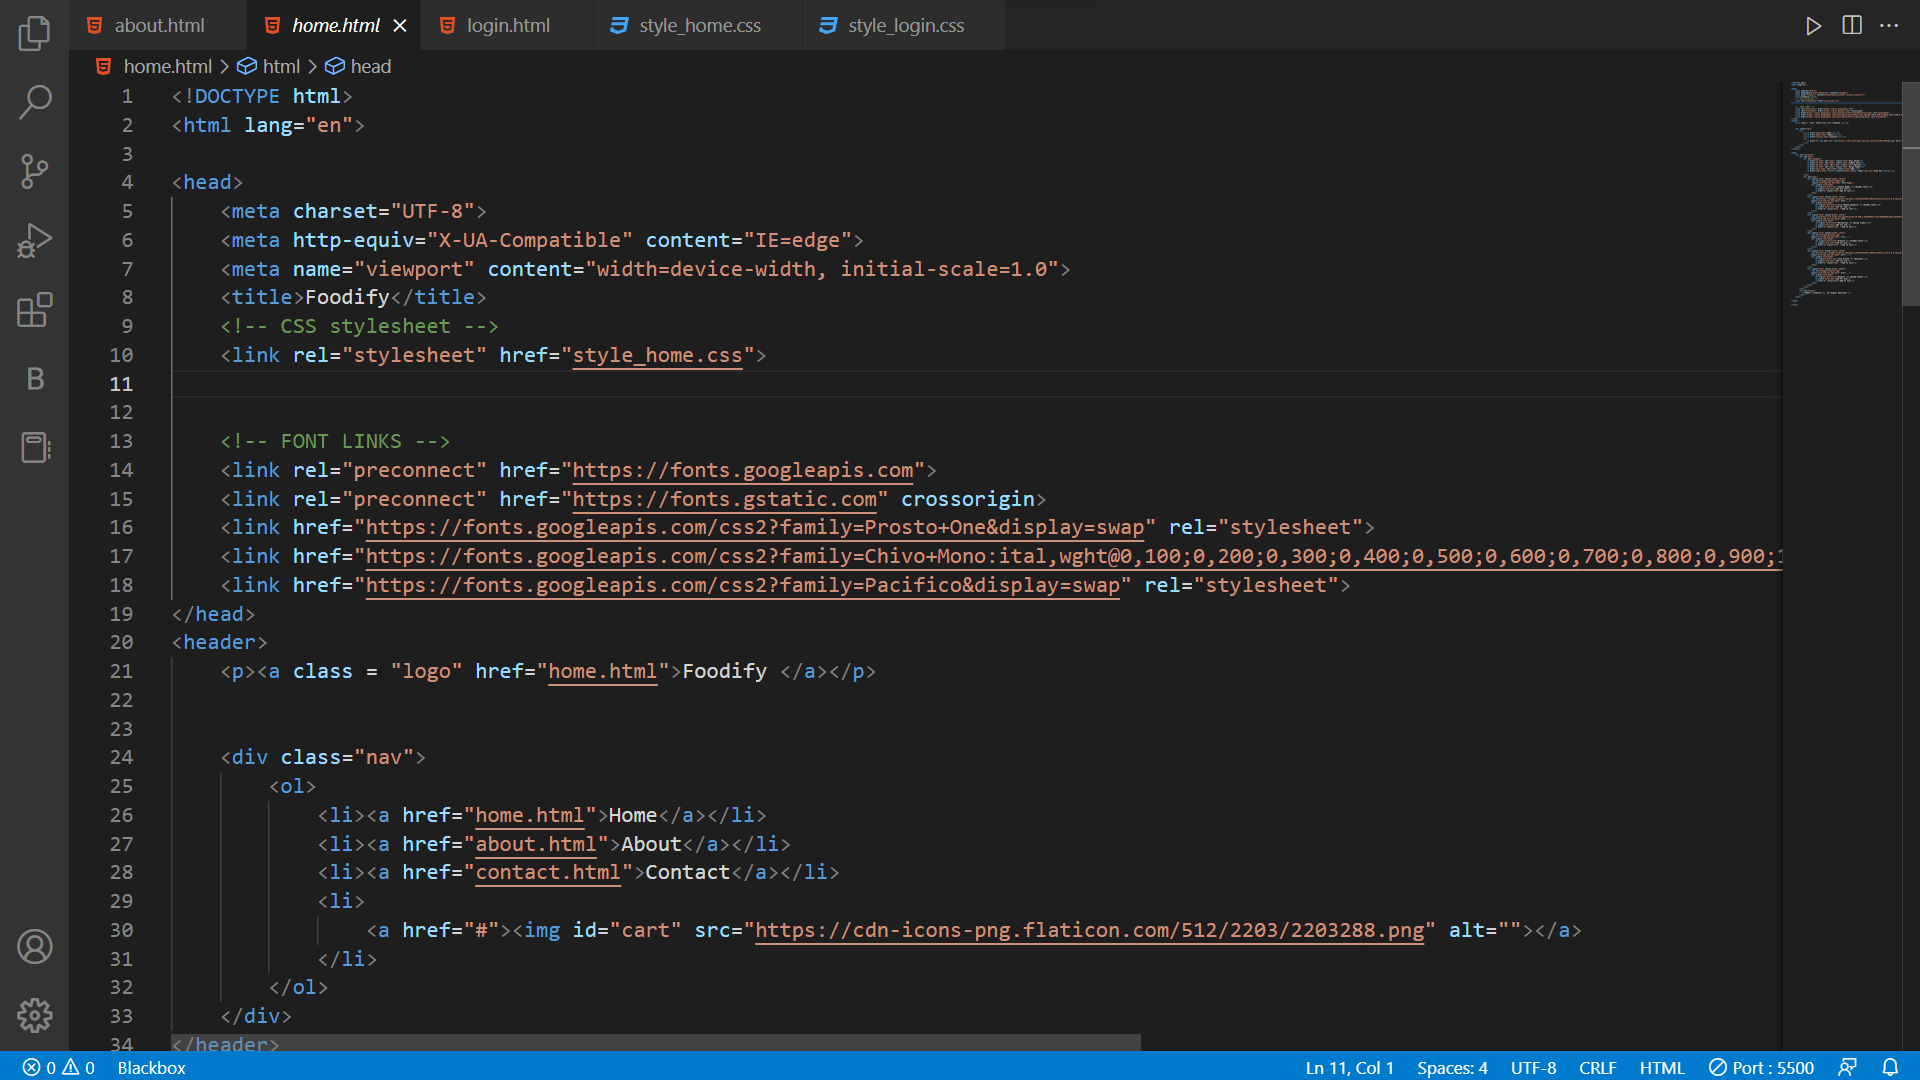 about.html home.html login.html style_home.css style_login.css
home.html > html > head
1 <!DOCTYPE html>
2 <html lang="en">
3
4 <head>
5 <meta charset="UTF-8">
6 <meta http-equiv="X-UA-Compatible" content="IE=edge">
7 <meta name="viewport" content="width=device-width, initial-scale=1.0">
8 <title>Foodify</title>
9 <!-- CSS stylesheet -->
10 <link rel="stylesheet" href="style_home.css">
11
12
13 <!-- FONT LINKS -->
14 <link rel="preconnect" href="https://fonts.googleapis.com">
15 <link rel="preconnect" href="https://fonts.gstatic.com" crossorigin>
16 <link href="https://fonts.googleapis.com/css2?family=Prosto+One&display=swap" rel="stylesheet">
17 <link href="https://fonts.googleapis.com/css2?family=Chivo+Mono:ital,wght@0,100;0,200;0,300;0,400;0,500;0,600;0,700;0,800;0,900;1
18 <link href="https://fonts.googleapis.com/css2?family=Pacifico&display=swap" rel="stylesheet">
19 </head>
20 <header>
21 <p><a class = "logo" href="home.html">Foodify </a></p>
22
23
24 <div class="nav">
25 <ol>
26 <li><a href="home.html">Home</a></li>
27 <li><a href="about.html">About</a></li>
28 <li><a href="contact.html">Contact</a></li>
29 <li>
30 <a href="#"><img id="cart" src="https://cdn-icons-png.flaticon.com/512/2203/2203288.png" alt=""></a>
31 </li>
32 </ol>
33 </div>
34 </header>
B
0 0 Blackbox Ln 11, Col 1 Spaces: 4 UTF-8 CRLF HTML Port : 5500